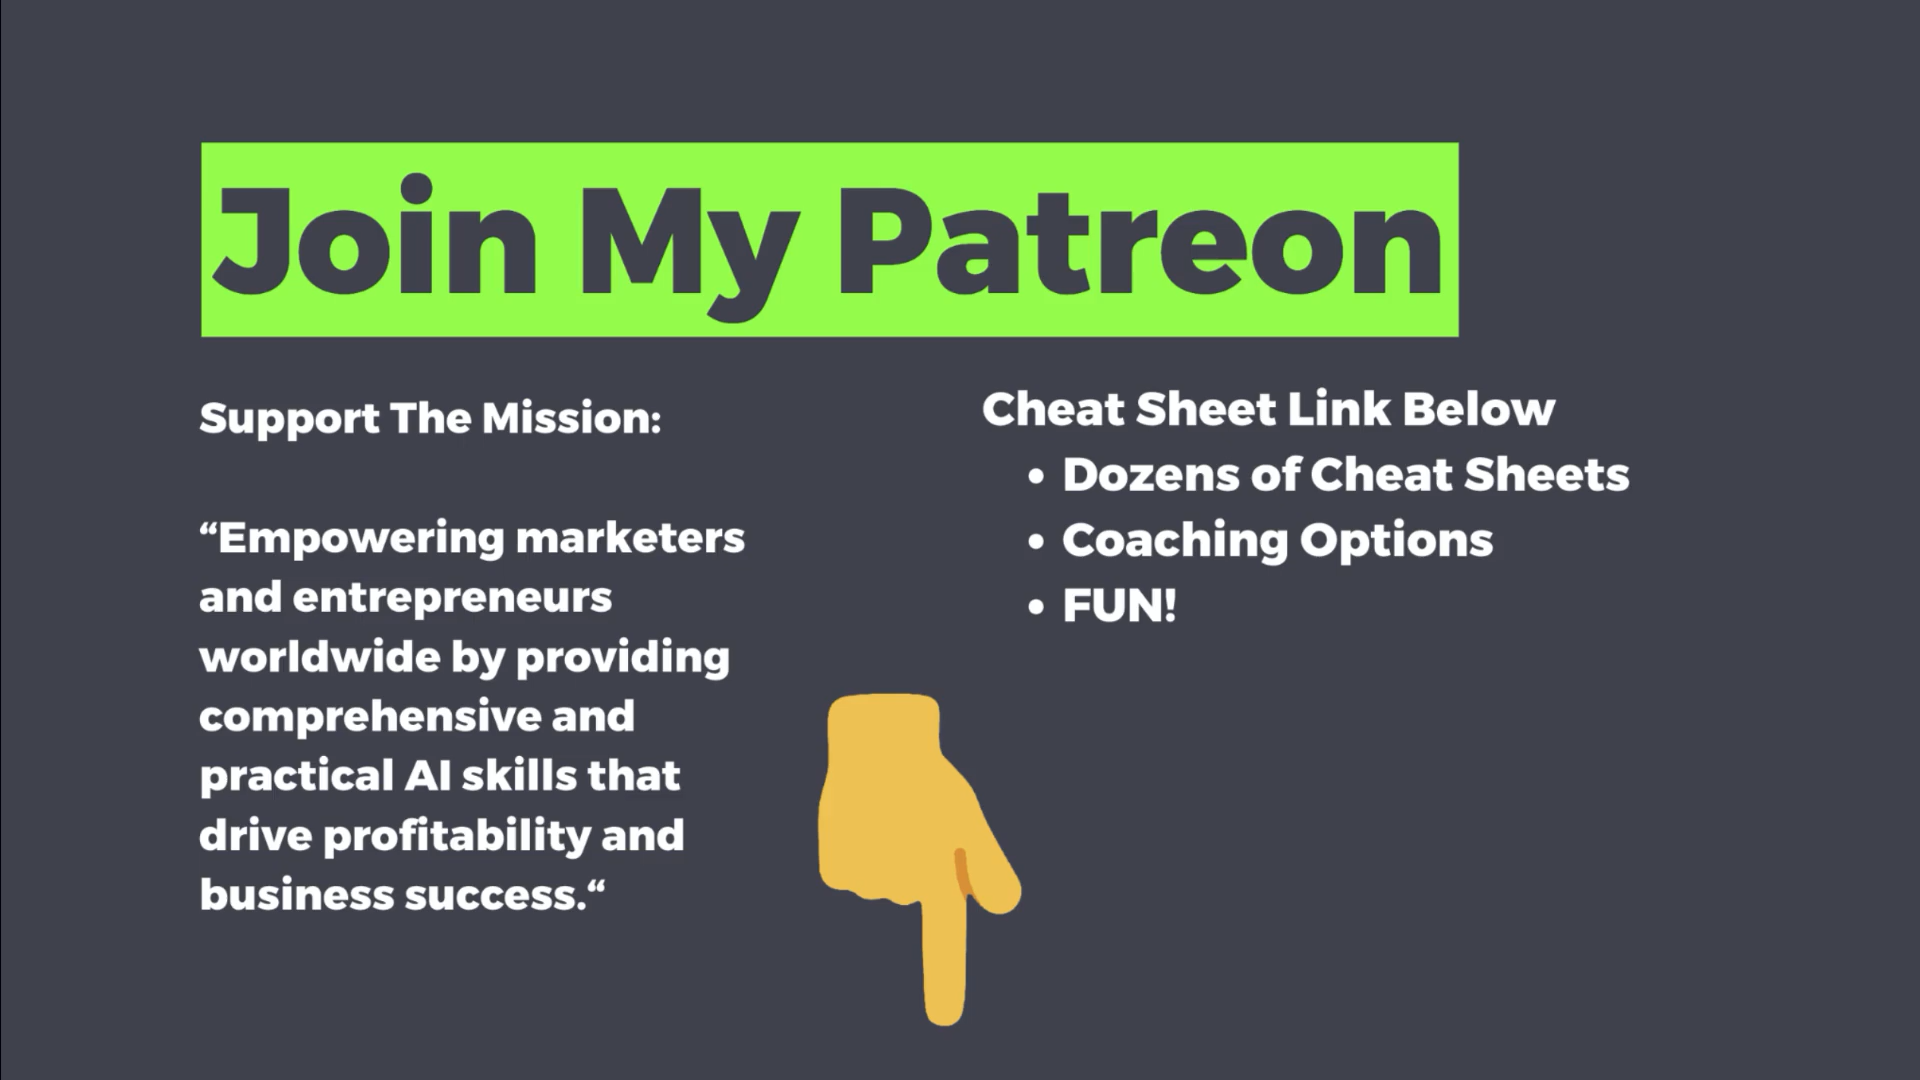 Join My Patreon
Support The Mission:
“Empowering marketers
and entrepreneurs
worldwide by providing
comprehensive and
practical AI skills that
drive profitability and
business success.“
Cheat Sheet Link Below
• Dozens of Cheat Sheets
• Coaching Options
• FUN!